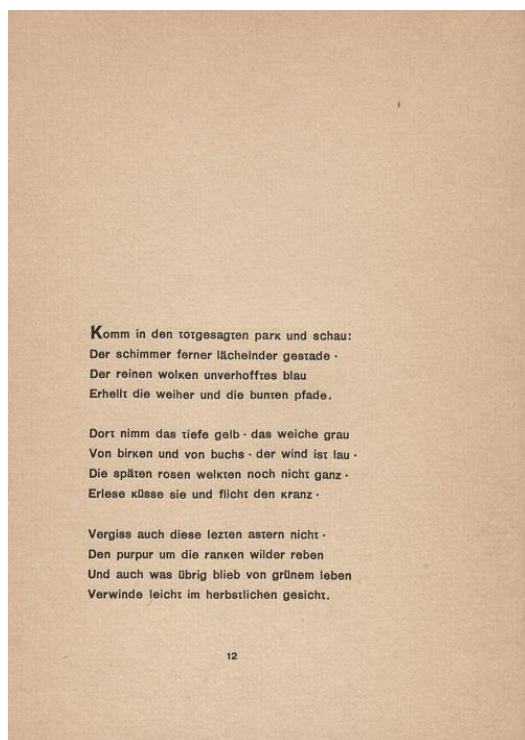 Komm in den totgesagten park und schau:
Der schimmer ferner lächelnder gestade ·
Der reinen wolken unverhofftes blau
Erhellt die weiher und die bunten pfade.
Dort nimm das tiefe gelb · das weiche grau
Von birken und von buchs · der wind ist lau ·
Die späten rosen welkten noch nicht ganz ·
Erlese küsse sie und flicht den kranz ·
Vergiss auch diese lezten astern nicht ·
Den purpur um die ranken wilder reben
Und auch was übrig blieb von grünem leben
Verwinde leicht im herbstlichen gesicht.
12